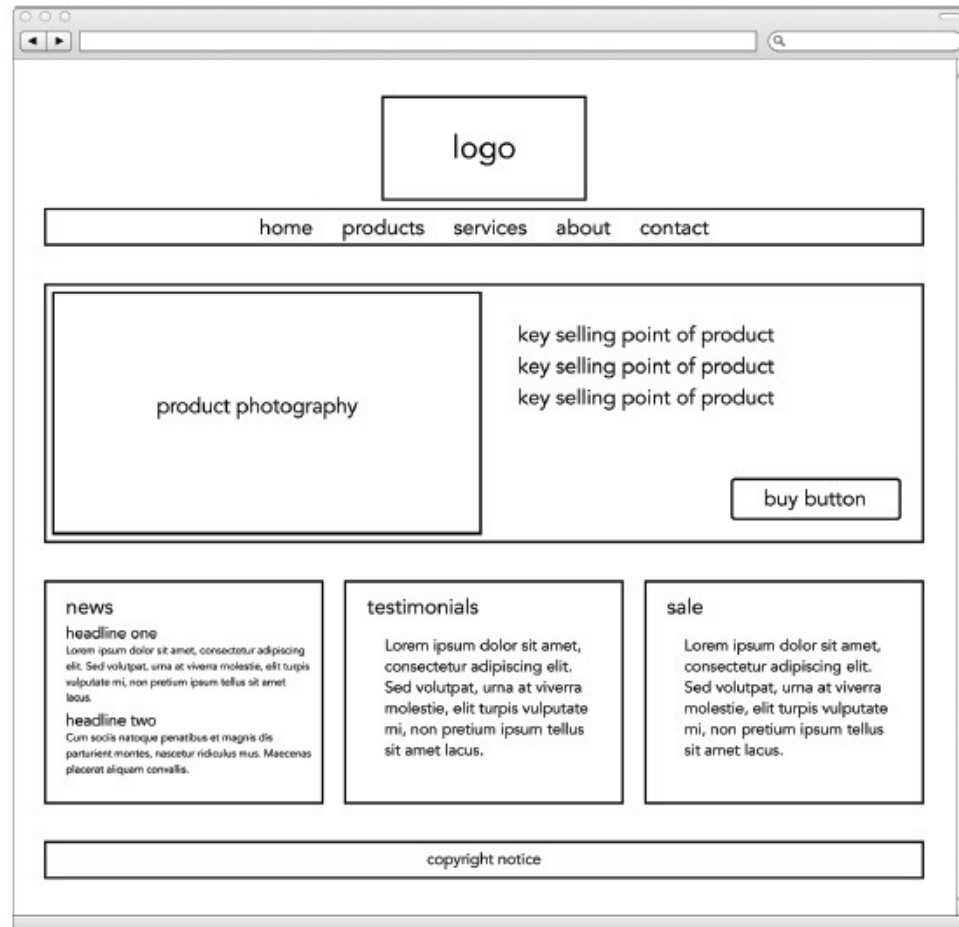 logo
home products services about contact
product photography
key selling point of product
key selling point of product
key selling point of product
buy button
news
headline one
Lorem ipsum dolor sit amet, consectetur adipiscing
elit. Sed volutpat, urna at viverra molestie, elit turpis
vulputate mi, non pretium ipsum tellus sit amet
lacus.
headline two
Cum sociis natoque penatibus et magnis dis
parturient montes, nascetur ridiculus mus. Maecenas
placerat aliquam convallis.
testimonials
Lorem ipsum dolor sit amet,
consectetur adipiscing elit.
Sed volutpat, urna at viverra
molestie, elit turpis vulputate
mi, non pretium ipsum tellus
sit amet lacus.
sale
Lorem ipsum dolor sit amet,
consectetur adipiscing elit.
Sed volutpat, urna at viverra
molestie, elit turpis vulputate
mi, non pretium ipsum tellus
sit amet lacus.
copyright notice